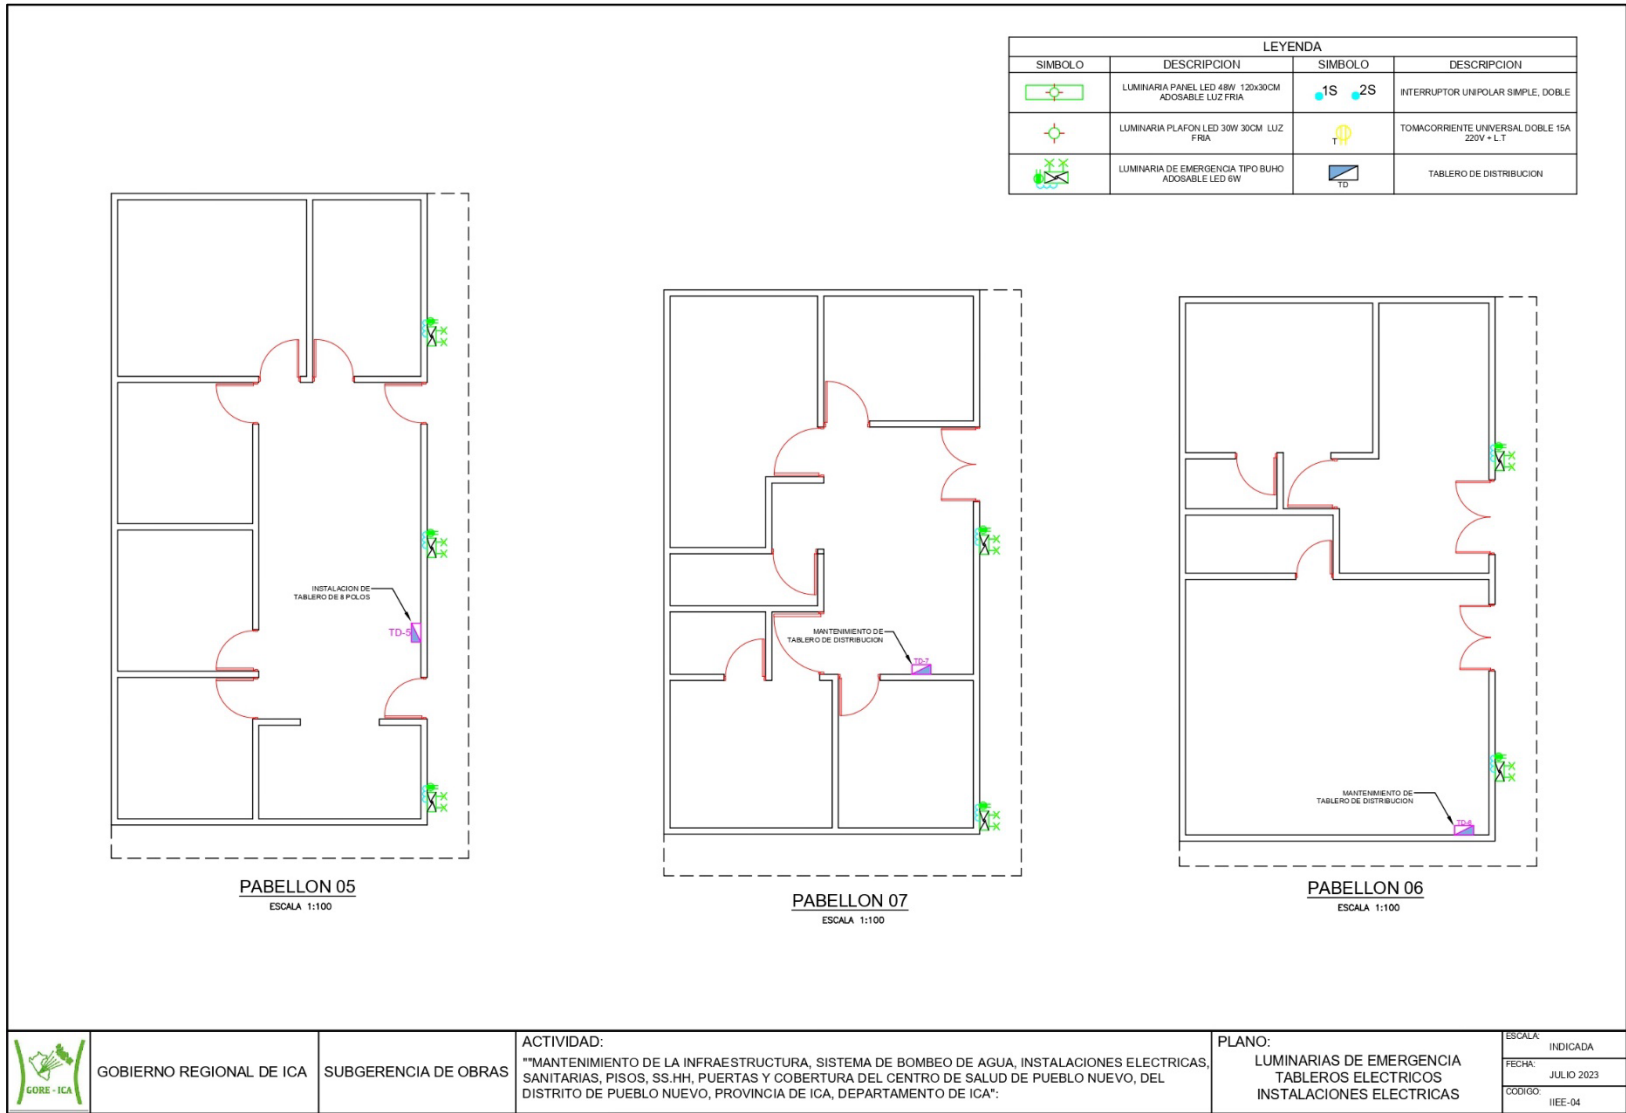 LEYENDA
SIMBOLO DESCRIPCION SIMBOLO DESCRIPCION
LUMINARIA PANEL LED 48W 120x30CM
ADOSABLE LUZ FRIA
1S 2S
INTERRUPTOR UNIPOLAR SIMPLE, DOBLE
LUMINARIA PLAFON LED 30W 30CM LUZ
FRIA
T
TOMACORRIENTE UNIVERSAL DOBLE 15A
220V + L.T
LUMINARIA DE EMERGENCIA TIPO BUHO
ADOSABLE LED 6W
TD
TABLERO DE DISTRIBUCION
INSTALACION DE
TABLERO DE 8 POLOS
TD-5
PABELLON 05
ESCALA 1:100
MANTENIMIENTO DE
TABLERO DE DISTRIBUCION
TD-7
PABELLON 07
ESCALA 1:100
MANTENIMIENTO DE
TABLERO DE DISTRIBUCION
TD-6
PABELLON 06
ESCALA 1:100
GORE - ICA
GOBIERNO REGIONAL DE ICA
SUBGERENCIA DE OBRAS
ACTIVIDAD:
""MANTENIMIENTO DE LA INFRAESTRUCTURA, SISTEMA DE BOMBEO DE AGUA, INSTALACIONES ELECTRICAS,
SANITARIAS, PISOS, SS.HH, PUERTAS Y COBERTURA DEL CENTRO DE SALUD DE PUEBLO NUEVO, DEL
DISTRITO DE PUEBLO NUEVO, PROVINCIA DE ICA, DEPARTAMENTO DE ICA":
PLANO:
LUMINARIAS DE EMERGENCIA
TABLEROS ELECTRICOS
INSTALACIONES ELECTRICAS
ESCALA: INDICADA
FECHA: JULIO 2023
CODIGO: IIEE-04